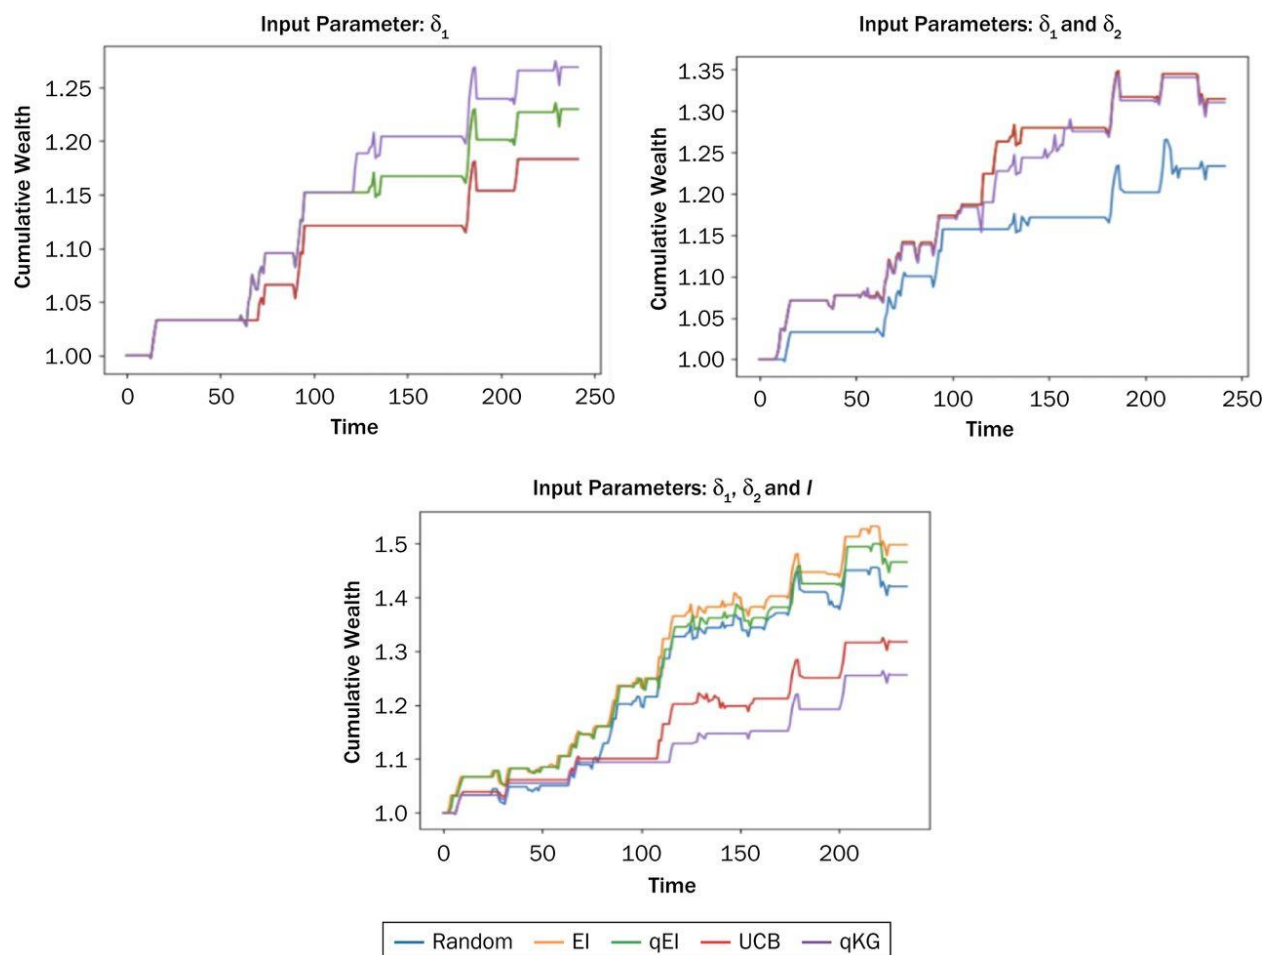 Input Parameter: δ₁
Cumulative Wealth
1.25
1.20
1.15
1.10
1.05
1.00
0 50 100 150 200 250
Time
Input Parameters: δ₁ and δ₂
Cumulative Wealth
1.35
1.30
1.25
1.20
1.15
1.10
1.05
1.00
0 50 100 150 200 250
Time
Input Parameters: δ₁, δ₂ and I
Cumulative Wealth
1.5
1.4
1.3
1.2
1.1
1.0
0 50 100 150 200
Time
Random EI qEI UCB qKG